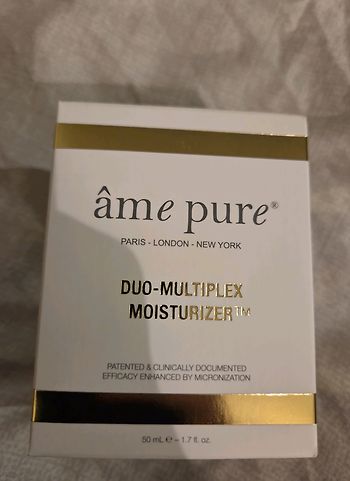 âme pure®
PARIS - LONDON - NEW YORK
DUO-MULTIPLEX
MOISTURIZER™
PATENTED & CLINICALLY DOCUMENTED
EFFICACY ENHANCED BY MICRONIZATION
50 mL ℮ – 1.7 fl. oz.